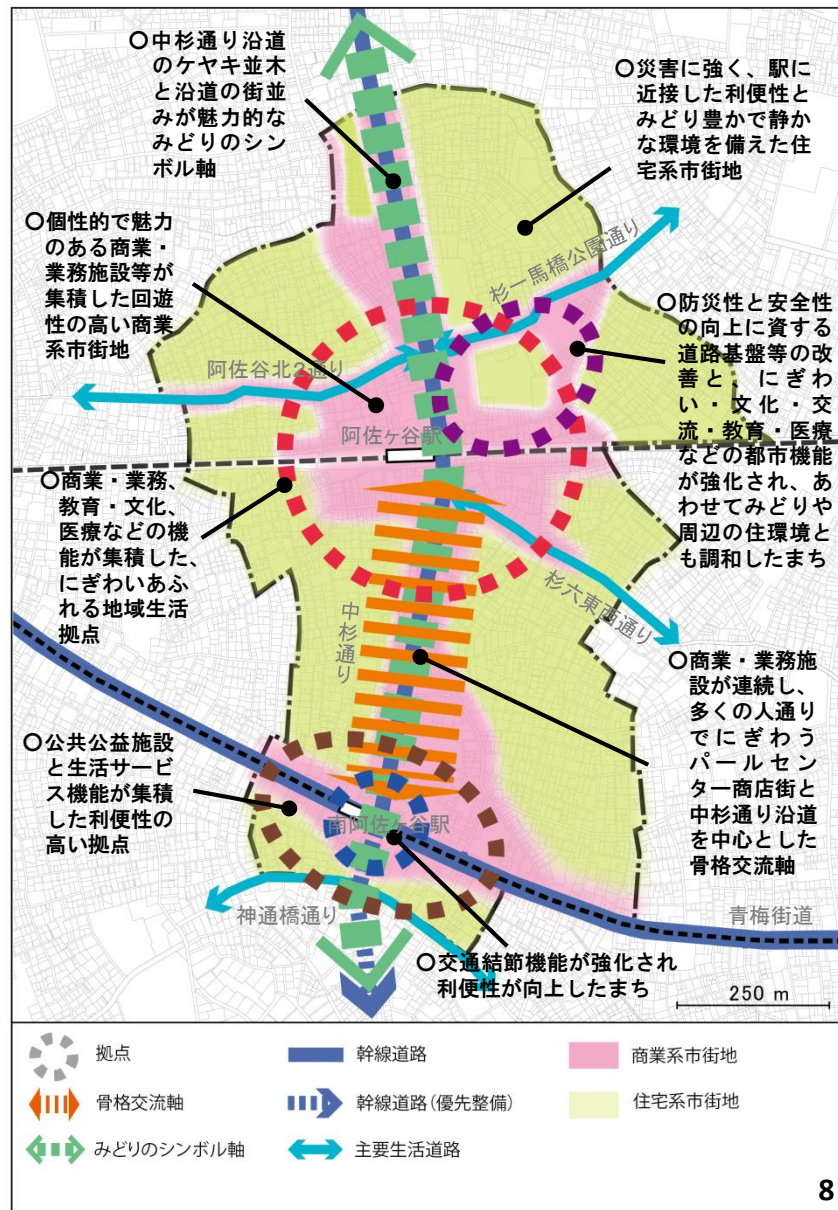 ○中杉通り沿道
のケヤキ並木
と沿道の街並
みが魅力的な
みどりのシン
ボル軸
○災害に強く、駅に
近接した利便性と
みどり豊かで静か
な環境を備えた住
宅系市街地
○個性的で魅力
のある商業・
業務施設等が
集積した回遊
性の高い商業
系市街地
杉一馬橋公園通り
○防災性と安全性
の向上に資する
道路基盤等の改
善と、にぎわ
い・文化・交
流・教育・医療
などの都市機能
が強化され、あ
わせてみどりや
周辺の住環境と
も調和したまち
阿佐谷北2通り
阿佐ケ谷駅
○商業・業務、
教育・文化、
医療などの機
能が集積した、
にぎわいあふ
れる地域生活
拠点
中杉通り
杉六東西通り
○商業・業務施設
が連続し、
多くの人通り
でにぎわう
パールセン
ター商店街と
中杉通り沿道
を中心とした
骨格交流軸
○公共公益施設
と生活サービ
ス機能が集積
した利便性の
高い拠点
南阿佐ケ谷駅
神通橋通り
青梅街道
○交通結節機能が強化され
利便性が向上したまち
250 m
拠点
幹線道路
商業系市街地
骨格交流軸
幹線道路(優先整備)
住宅系市街地
みどりのシンボル軸
主要生活道路
8